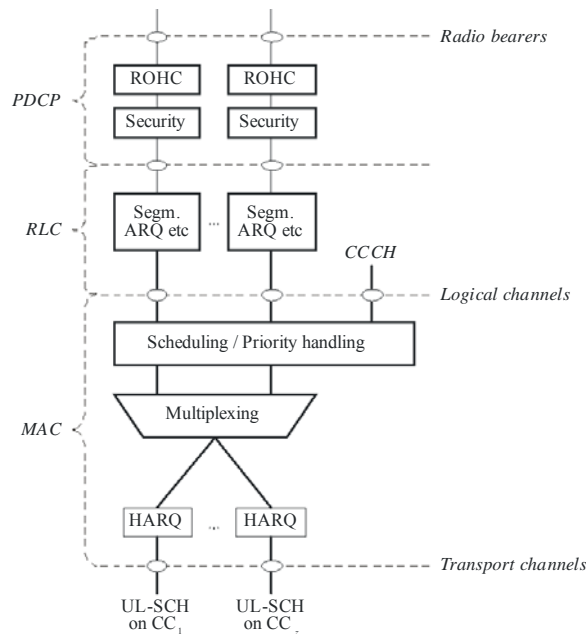 Radio bearers
ROHC ROHC
PDCP
Security Security
Segm. ARQ etc ... Segm. ARQ etc
RLC
CCCH
Logical channels
Scheduling / Priority handling
Multiplexing
MAC
HARQ ... HARQ
Transport channels
UL-SCH on CC1 UL-SCH on CC